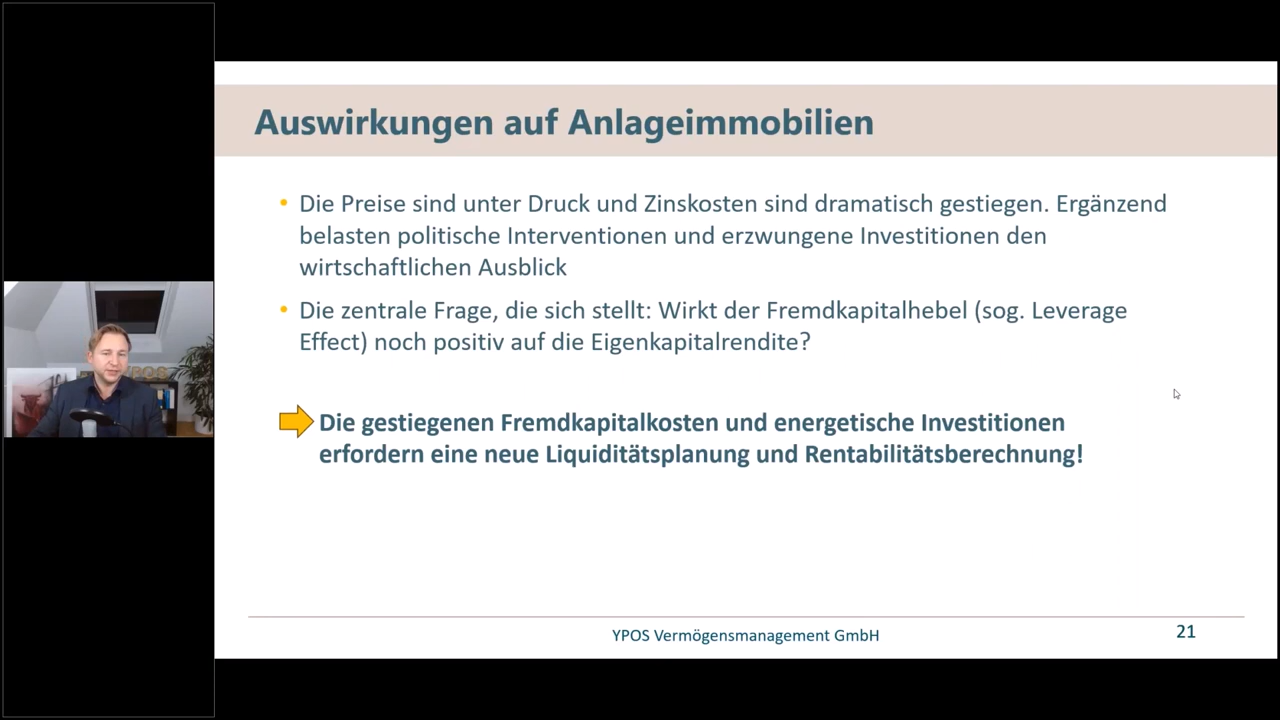 Auswirkungen auf Anlageimmobilien
• Die Preise sind unter Druck und Zinskosten sind dramatisch gestiegen. Ergänzend
belasten politische Interventionen und erzwungene Investitionen den
wirtschaftlichen Ausblick
• Die zentrale Frage, die sich stellt: Wirkt der Fremdkapitalhebel (sog. Leverage
Effect) noch positiv auf die Eigenkapitalrendite?
Die gestiegenen Fremdkapitalkosten und energetische Investitionen
erfordern eine neue Liquiditätsplanung und Rentabilitätsberechnung!
YPOS Vermögensmanagement GmbH
21